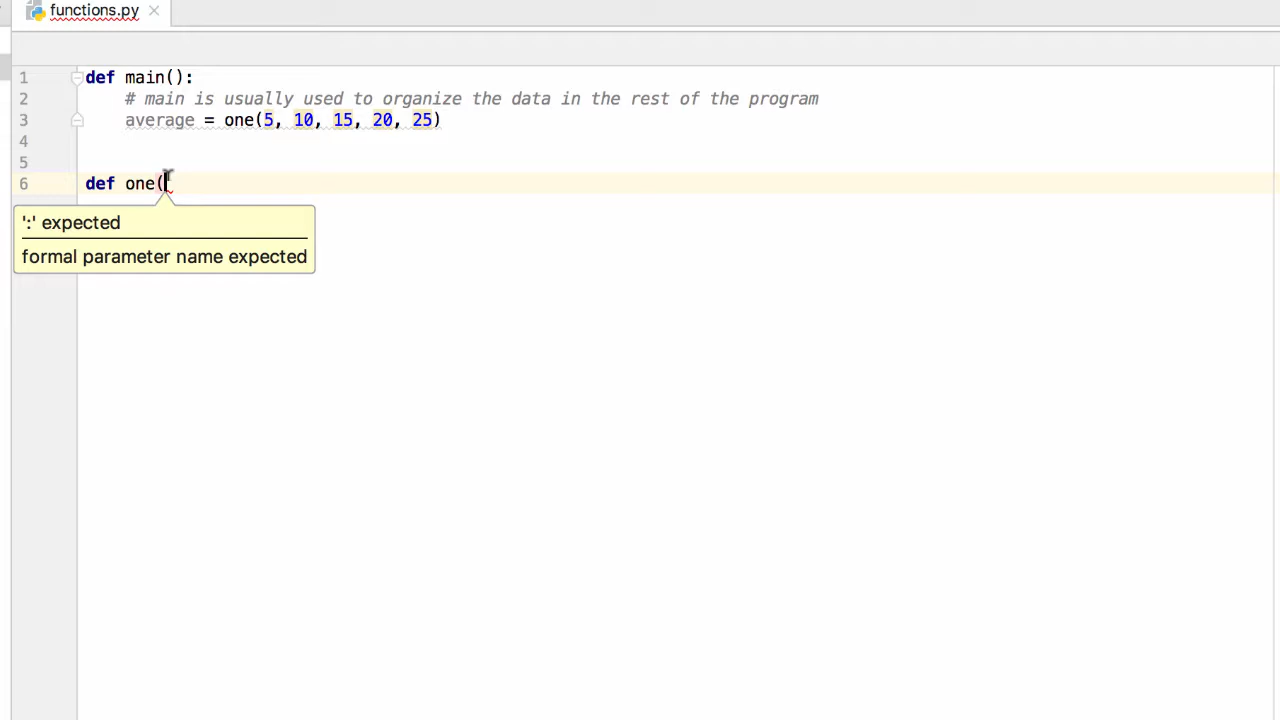 functions.py
1 def main():
2 # main is usually used to organize the data in the rest of the program
3 average = one(5, 10, 15, 20, 25)
4
5
6 def one(
':' expected
formal parameter name expected